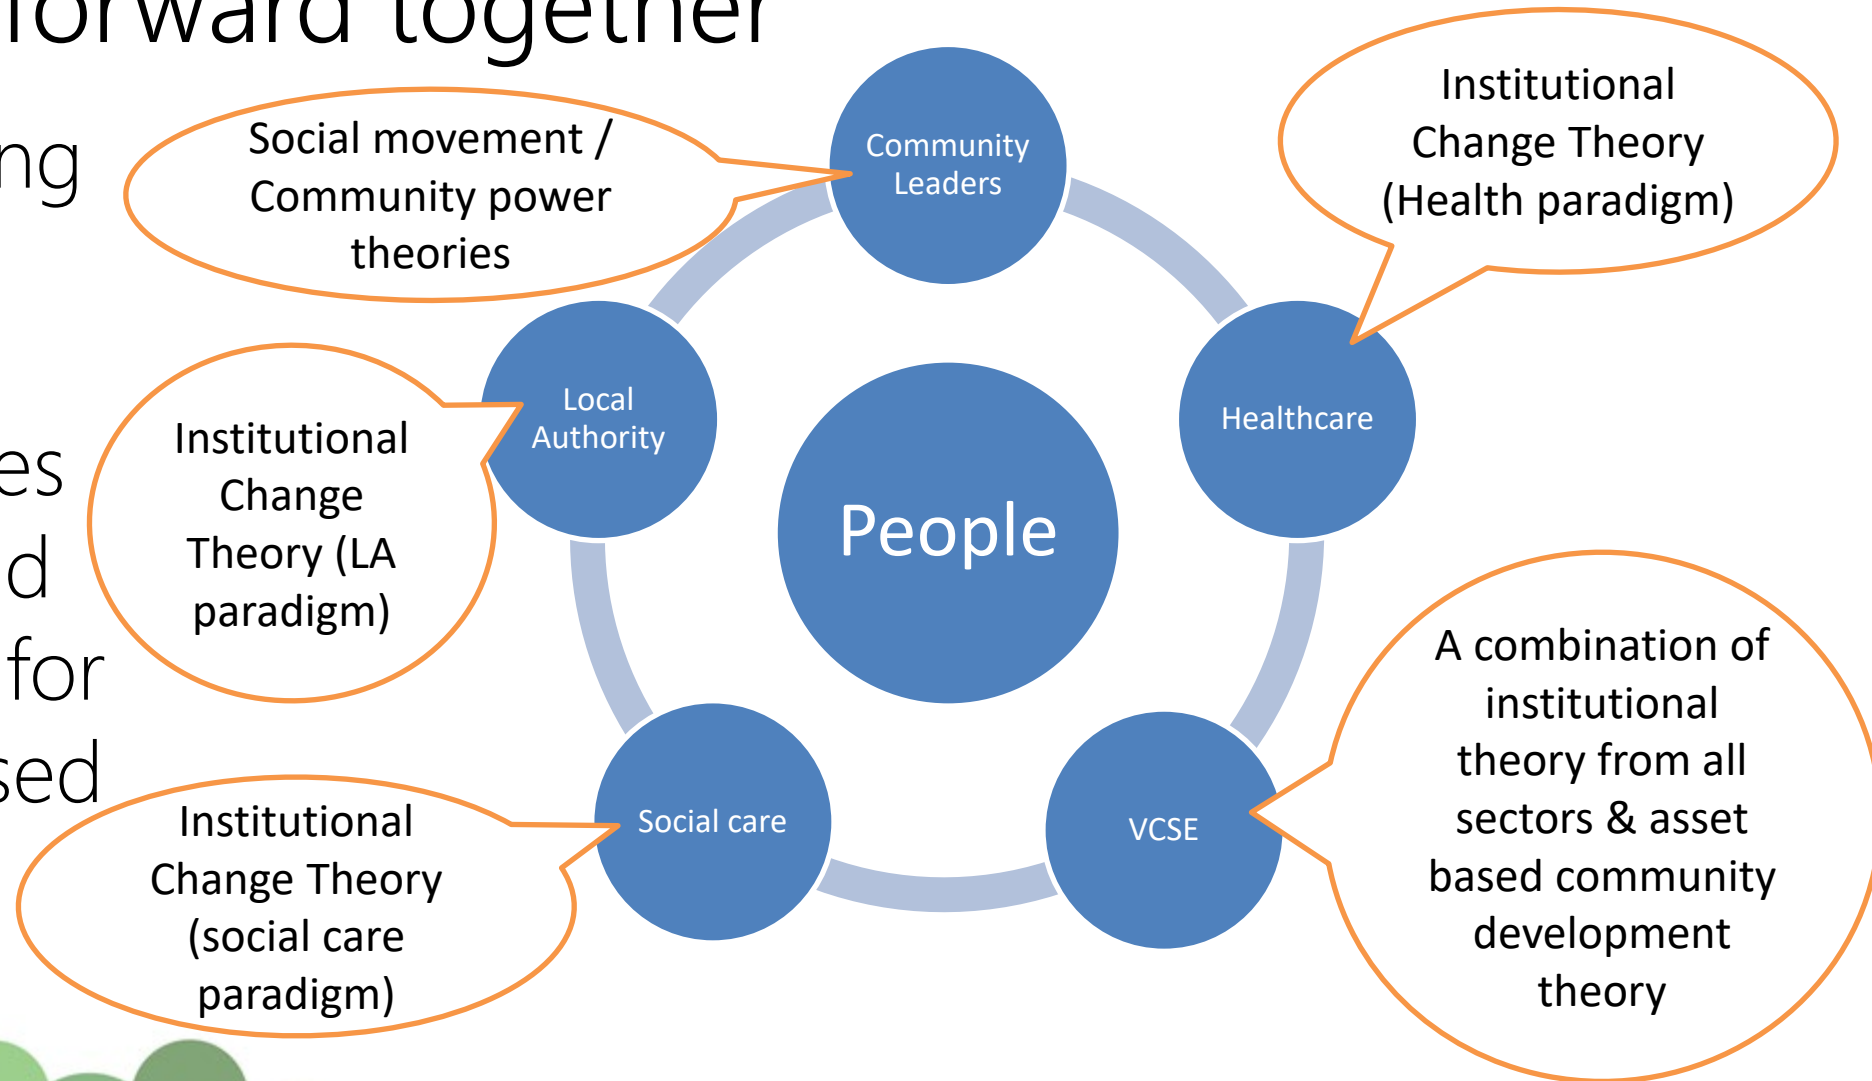 forward together
ng
es
d
for
sed
Social movement /
Community power
theories
Community
Leaders
Institutional
Change Theory
(Health paradigm)
Local
Authority
Healthcare
Institutional
Change
Theory (LA
paradigm)
People
A combination of
institutional
theory from all
sectors & asset
based community
development
theory
Social care
VCSE
Institutional
Change Theory
(social care
paradigm)